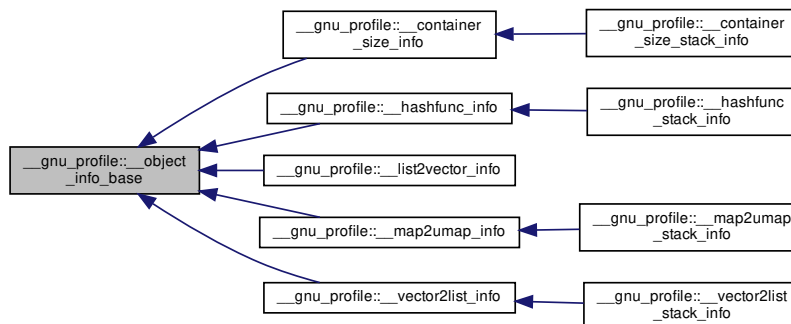 __gnu_profile::__container
_size_info
__gnu_profile::__container
_size_stack_info
__gnu_profile::__hashfunc_info
__gnu_profile::__hashfunc
_stack_info
__gnu_profile::__object
_info_base
__gnu_profile::__list2vector_info
__gnu_profile::__map2umap_info
__gnu_profile::__map2umap
_stack_info
__gnu_profile::__vector2list_info
__gnu_profile::__vector2list
_stack_info